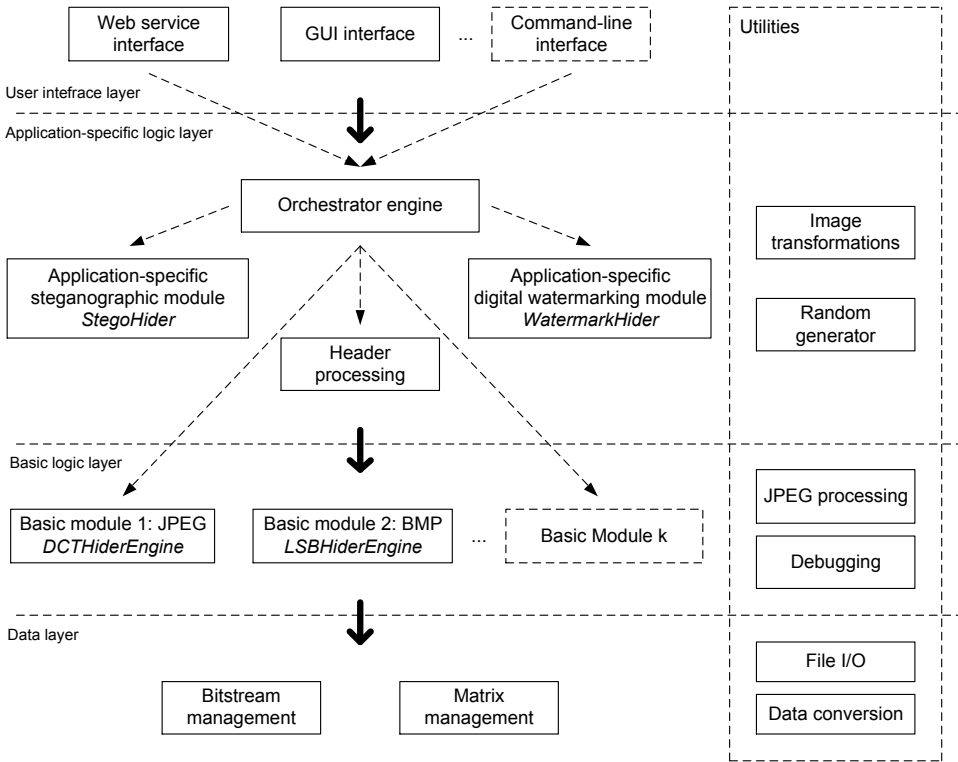 Web service
interface
GUI interface
...
Command-line
interface
Utilities
User intefrace layer
Application-specific logic layer
Orchestrator engine
Image
transformations
Application-specific
steganographic module
StegoHider
Application-specific
digital watermarking module
WatermarkHider
Random
generator
Header
processing
Basic logic layer
JPEG processing
Basic module 1: JPEG
DCTHiderEngine
Basic module 2: BMP
LSBHiderEngine
...
Basic Module k
Debugging
Data layer
File I/O
Bitstream
management
Matrix
management
Data conversion